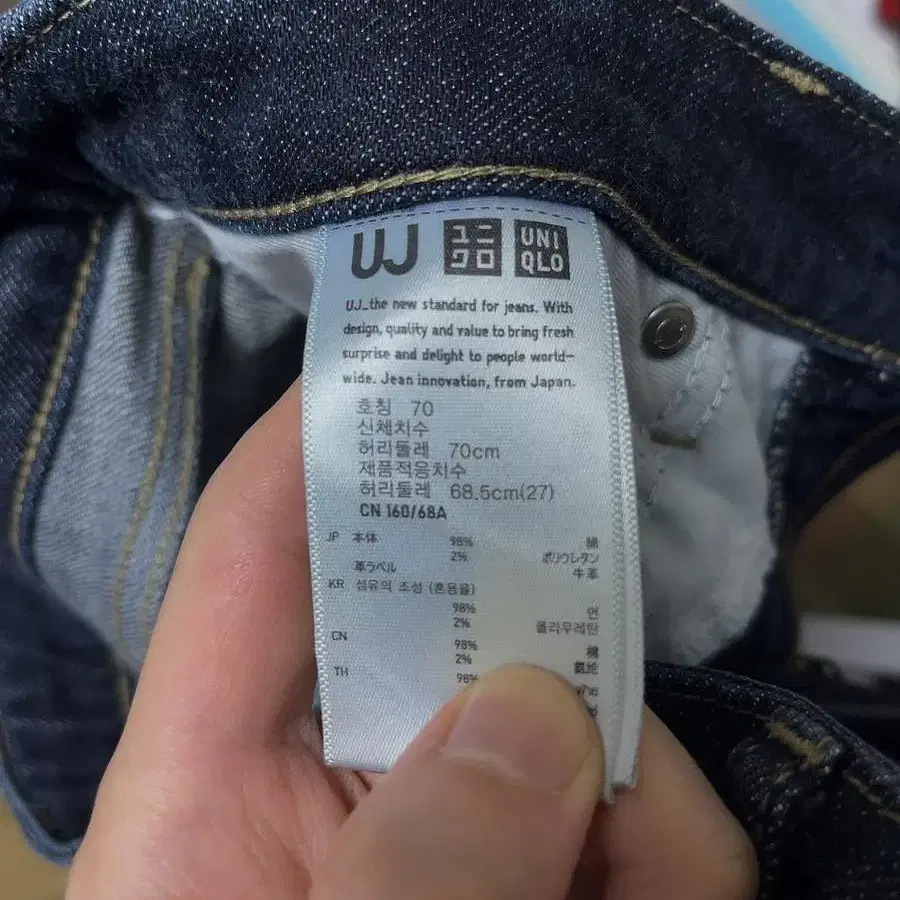 UJ ユニクロ UNIQLO
UJ_the new standard for jeans. With
design, quality and value to bring fresh
surprise and delight to people world-
wide. Jean innovation, from Japan.
호칭 70
신체치수
허리둘레 70cm
제품적응치수
허리둘레 68.5cm(27)
CN 160/68A
JP 本体 98% 綿
2% ポリウレタン
革ラベル 牛革
KR 섬유의 조성 (혼용율)
98% 면
2% 폴리우레탄
CN 98% 棉
2% 氨纶
TH 98%